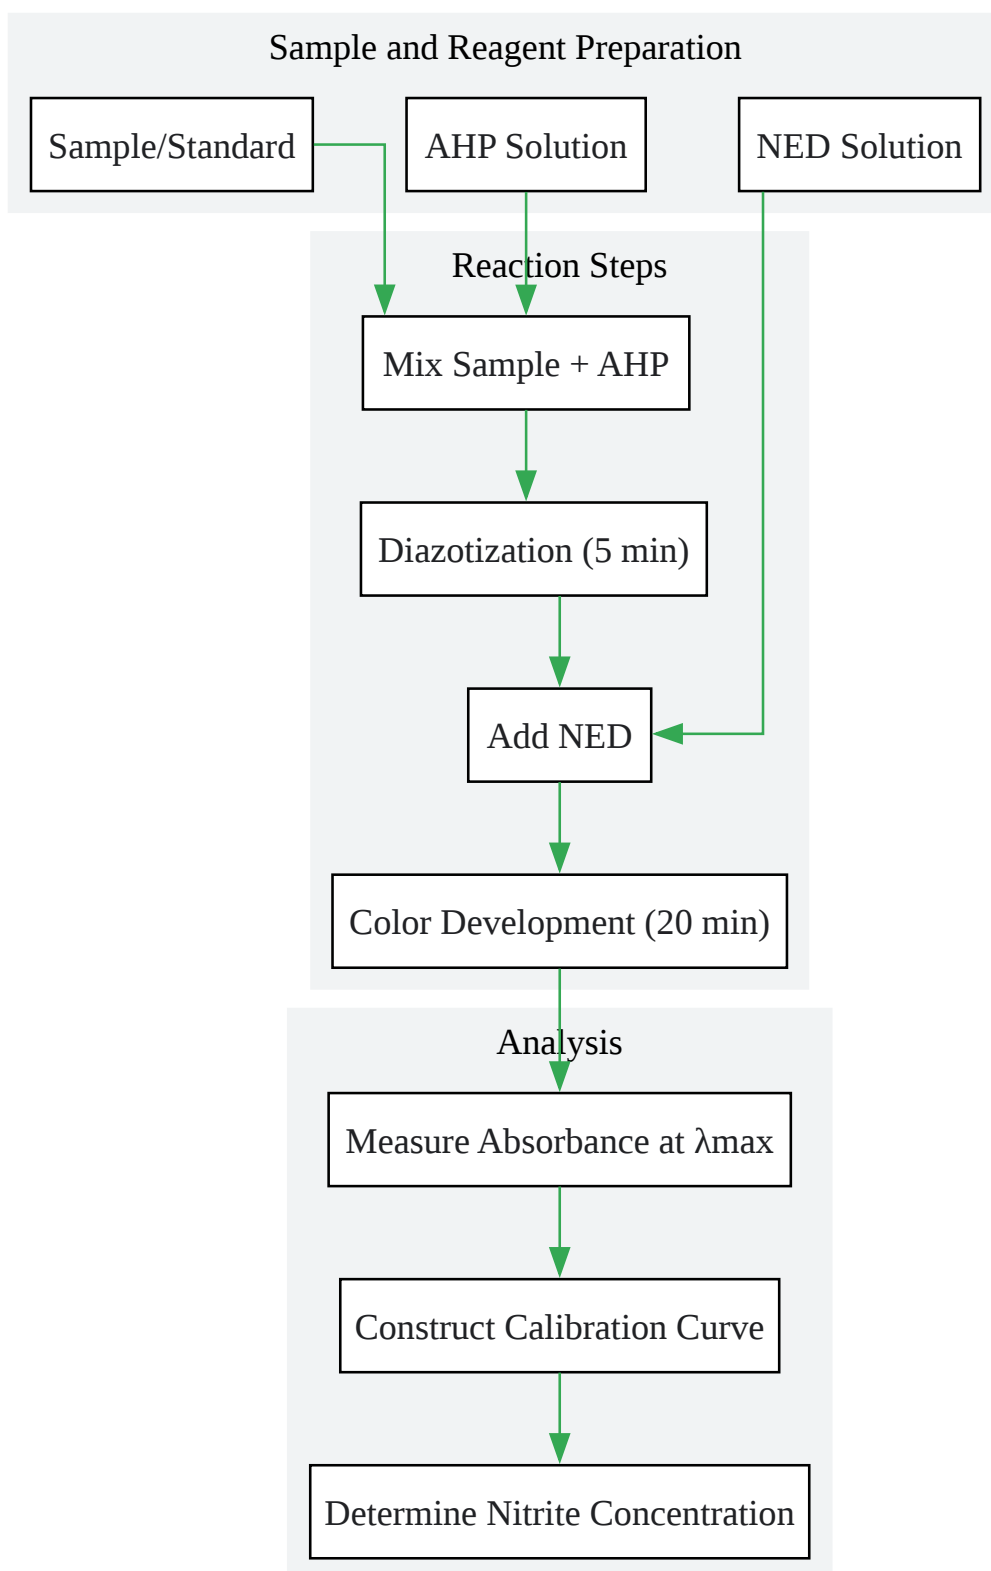 Sample and Reagent Preparation
Sample/Standard
AHP Solution
NED Solution
Reaction Steps
Mix Sample + AHP
Diazotization (5 min)
Add NED
Color Development (20 min)
Analysis
Measure Absorbance at λmax
Construct Calibration Curve
Determine Nitrite Concentration